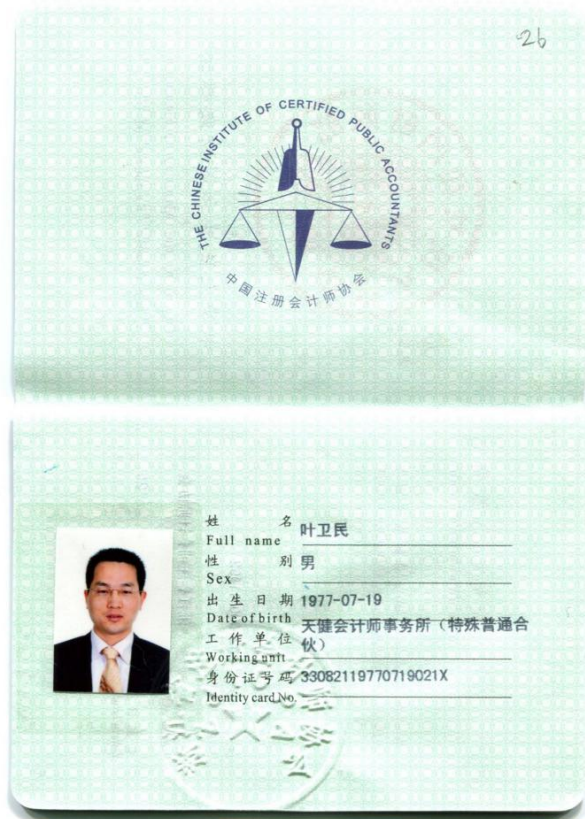 26
THE CHINESE INSTITUTE OF CERTIFIED PUBLIC ACCOUNTANTS
中国注册会计师协会
姓 名 叶卫民
Full name
性 别 男
Sex
出生日期 1977-07-19
Date of birth
工作单位 天健会计师事务所（特殊普通合
伙）
Working unit
身份证号码 33082119770719021X
Identity card No.